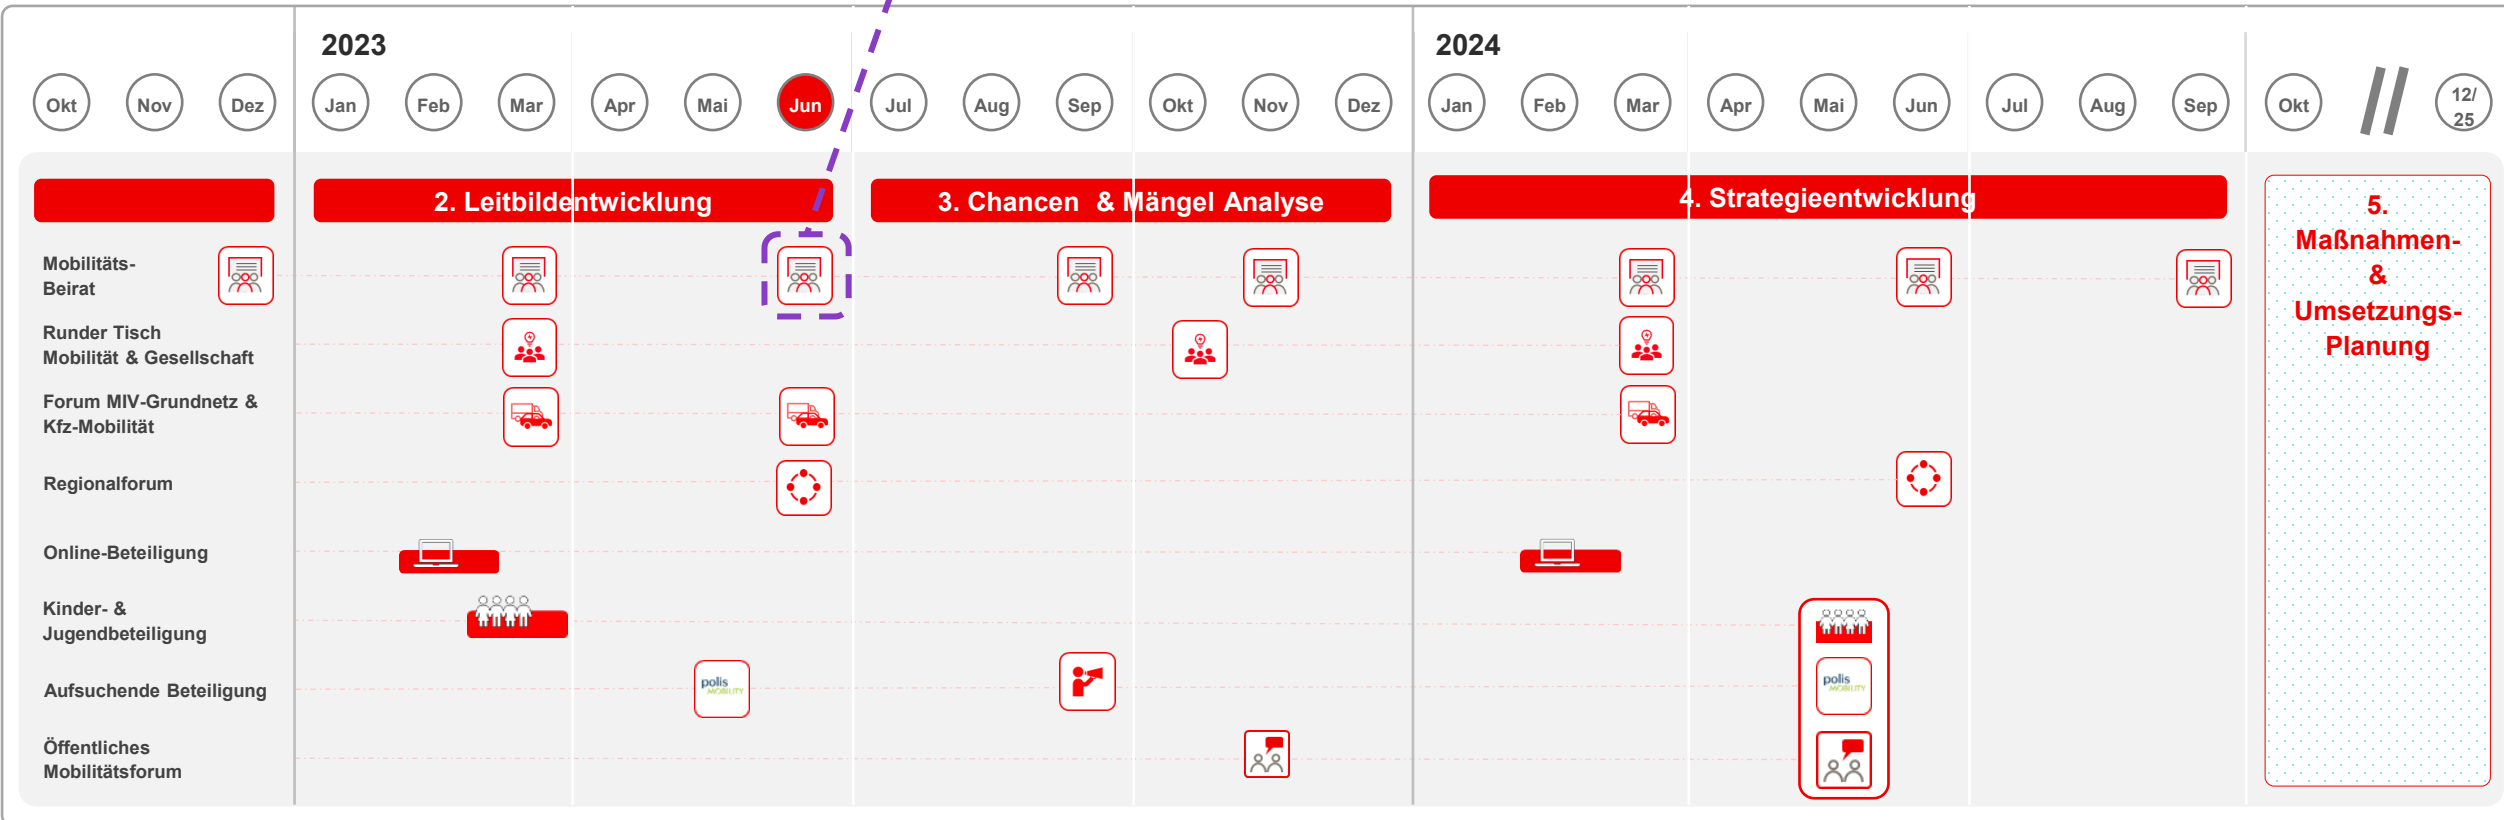 2023
2024
Okt Nov Dez Jan Feb Mar Apr Mai Jun Jul Aug Sep Okt Nov Dez Jan Feb Mar Apr Mai Jun Jul Aug Sep Okt 12/
25
2. Leitbildentwicklung
3. Chancen & Mängel Analyse
4. Strategieentwicklung
5.
Maßnahmen-
&
Umsetzungs-
Planung
Mobilitäts-
Beirat
Runder Tisch
Mobilität & Gesellschaft
Forum MIV-Grundnetz &
Kfz-Mobilität
Regionalforum
Online-Beteiligung
Kinder- &
Jugendbeteiligung
Aufsuchende Beteiligung
polis
MOBILITY
polis
MOBILITY
Öffentliches
Mobilitätsforum